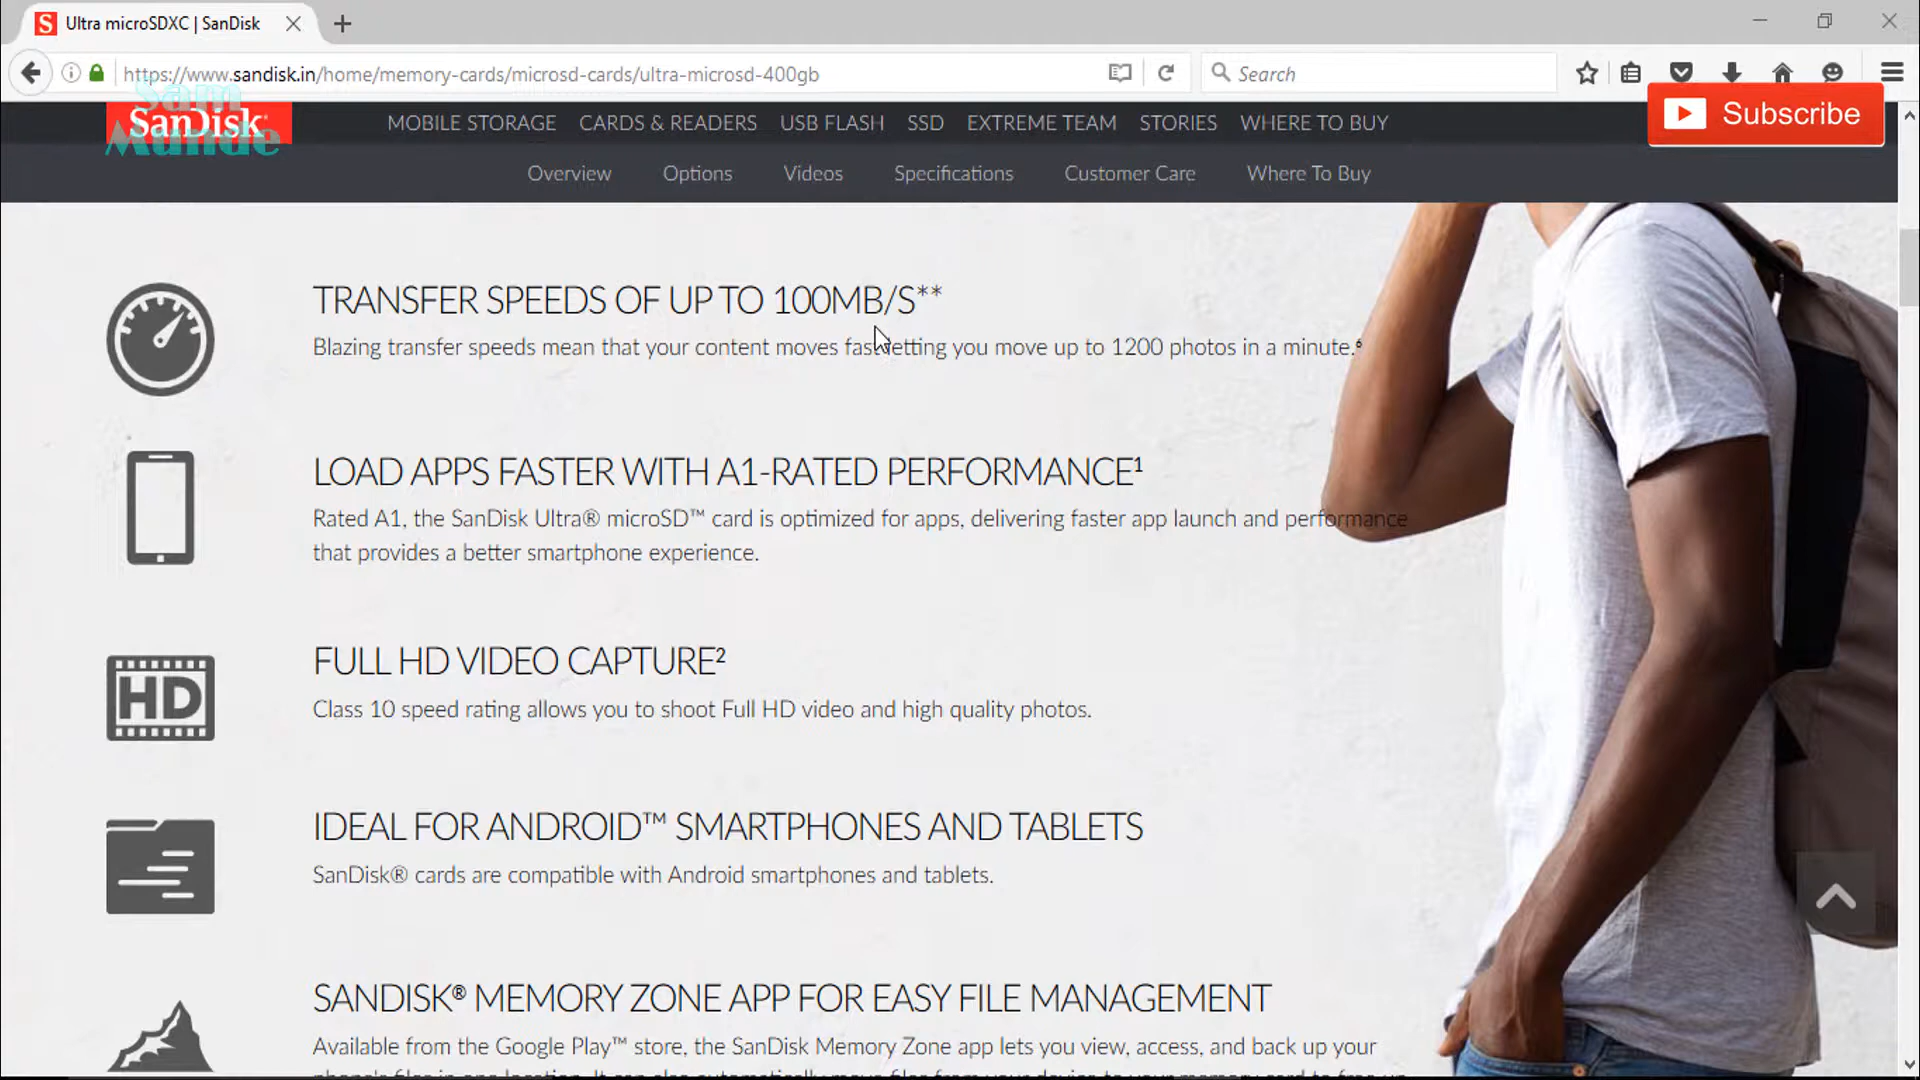 Ultra microSDXC | SanDisk
https://www.sandisk.in/home/memory-cards/microsd-cards/ultra-microsd-400gb
Search
SanDisk
Sam
Munde
MOBILE STORAGE CARDS & READERS USB FLASH SSD EXTREME TEAM STORIES WHERE TO BUY
Subscribe
Overview Options Videos Specifications Customer Care Where To Buy
TRANSFER SPEEDS OF UP TO 100MB/S**
Blazing transfer speeds mean that your content moves fast letting you move up to 1200 photos in a minute.⁶
LOAD APPS FASTER WITH A1-RATED PERFORMANCE¹
Rated A1, the SanDisk Ultra® microSD™ card is optimized for apps, delivering faster app launch and performance
that provides a better smartphone experience.
HD
FULL HD VIDEO CAPTURE²
Class 10 speed rating allows you to shoot Full HD video and high quality photos.
IDEAL FOR ANDROID™ SMARTPHONES AND TABLETS
SanDisk® cards are compatible with Android smartphones and tablets.
SANDISK® MEMORY ZONE APP FOR EASY FILE MANAGEMENT
Available from the Google Play™ store, the SanDisk Memory Zone app lets you view, access, and back up your